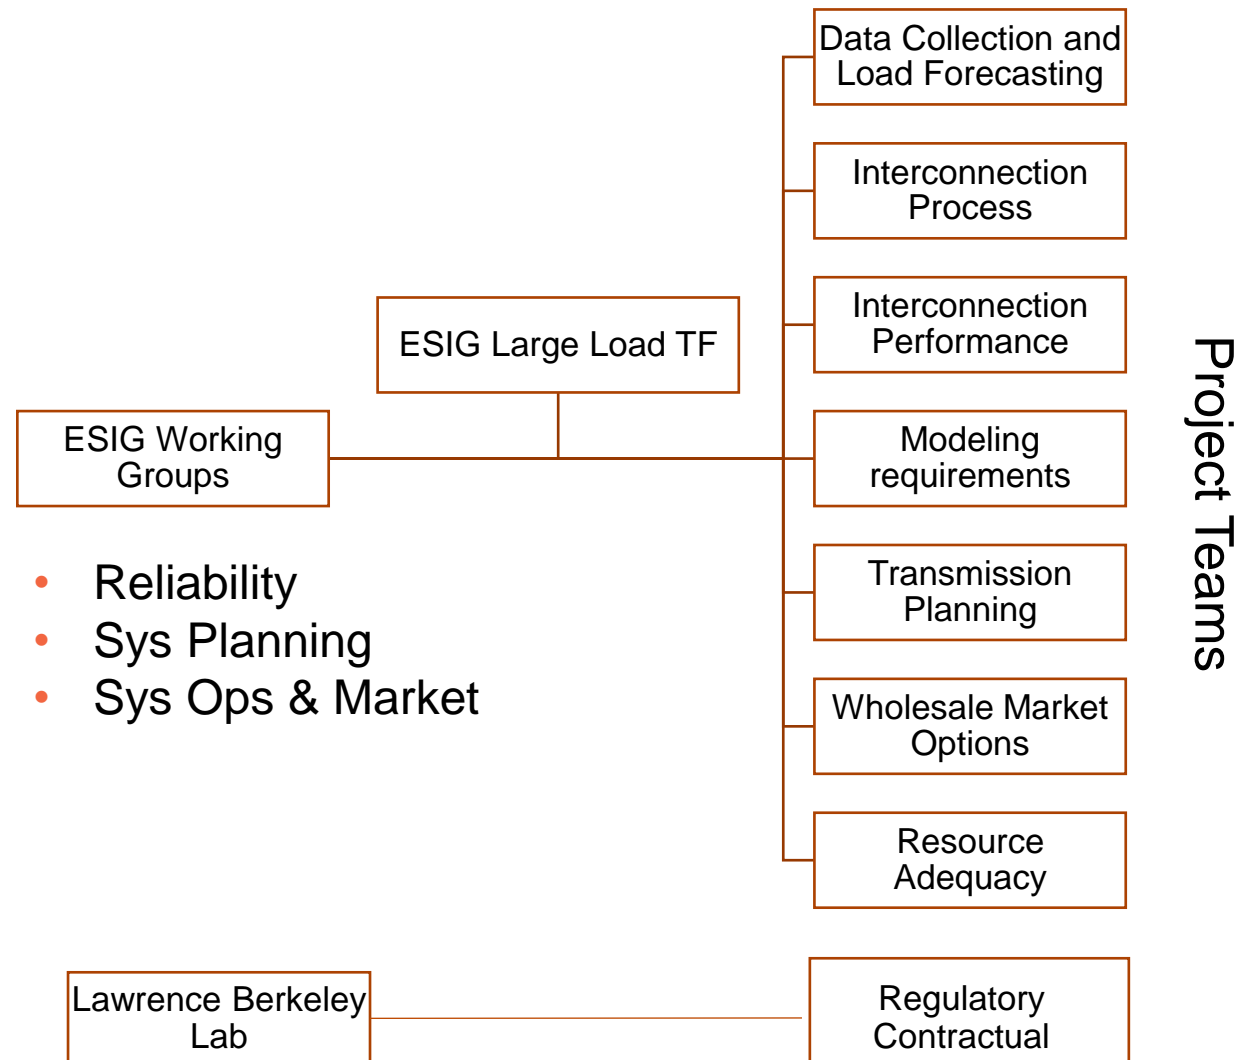 Data Collection and
Load Forecasting
Interconnection
Process
Interconnection
Performance
ESIG Large Load TF
ESIG Working
Groups
Modeling
requirements
Project Teams
• Reliability
• Sys Planning
• Sys Ops & Market
Transmission
Planning
Wholesale Market
Options
Resource
Adequacy
Lawrence Berkeley
Lab
Regulatory
Contractual